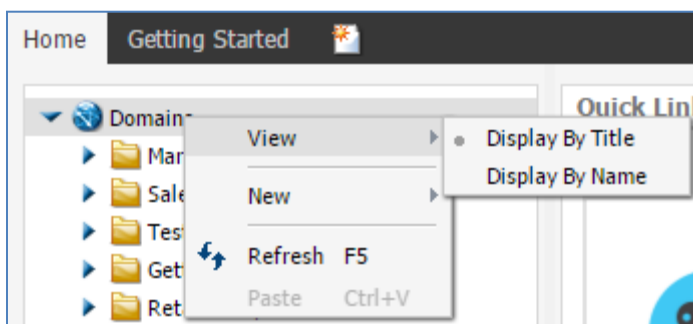 Home Getting Started
Quick Lin
Domains
View Display By Title
Display By Name
Mar
Sale
New
Test
Refresh F5
Gett
Paste Ctrl+V
Ret